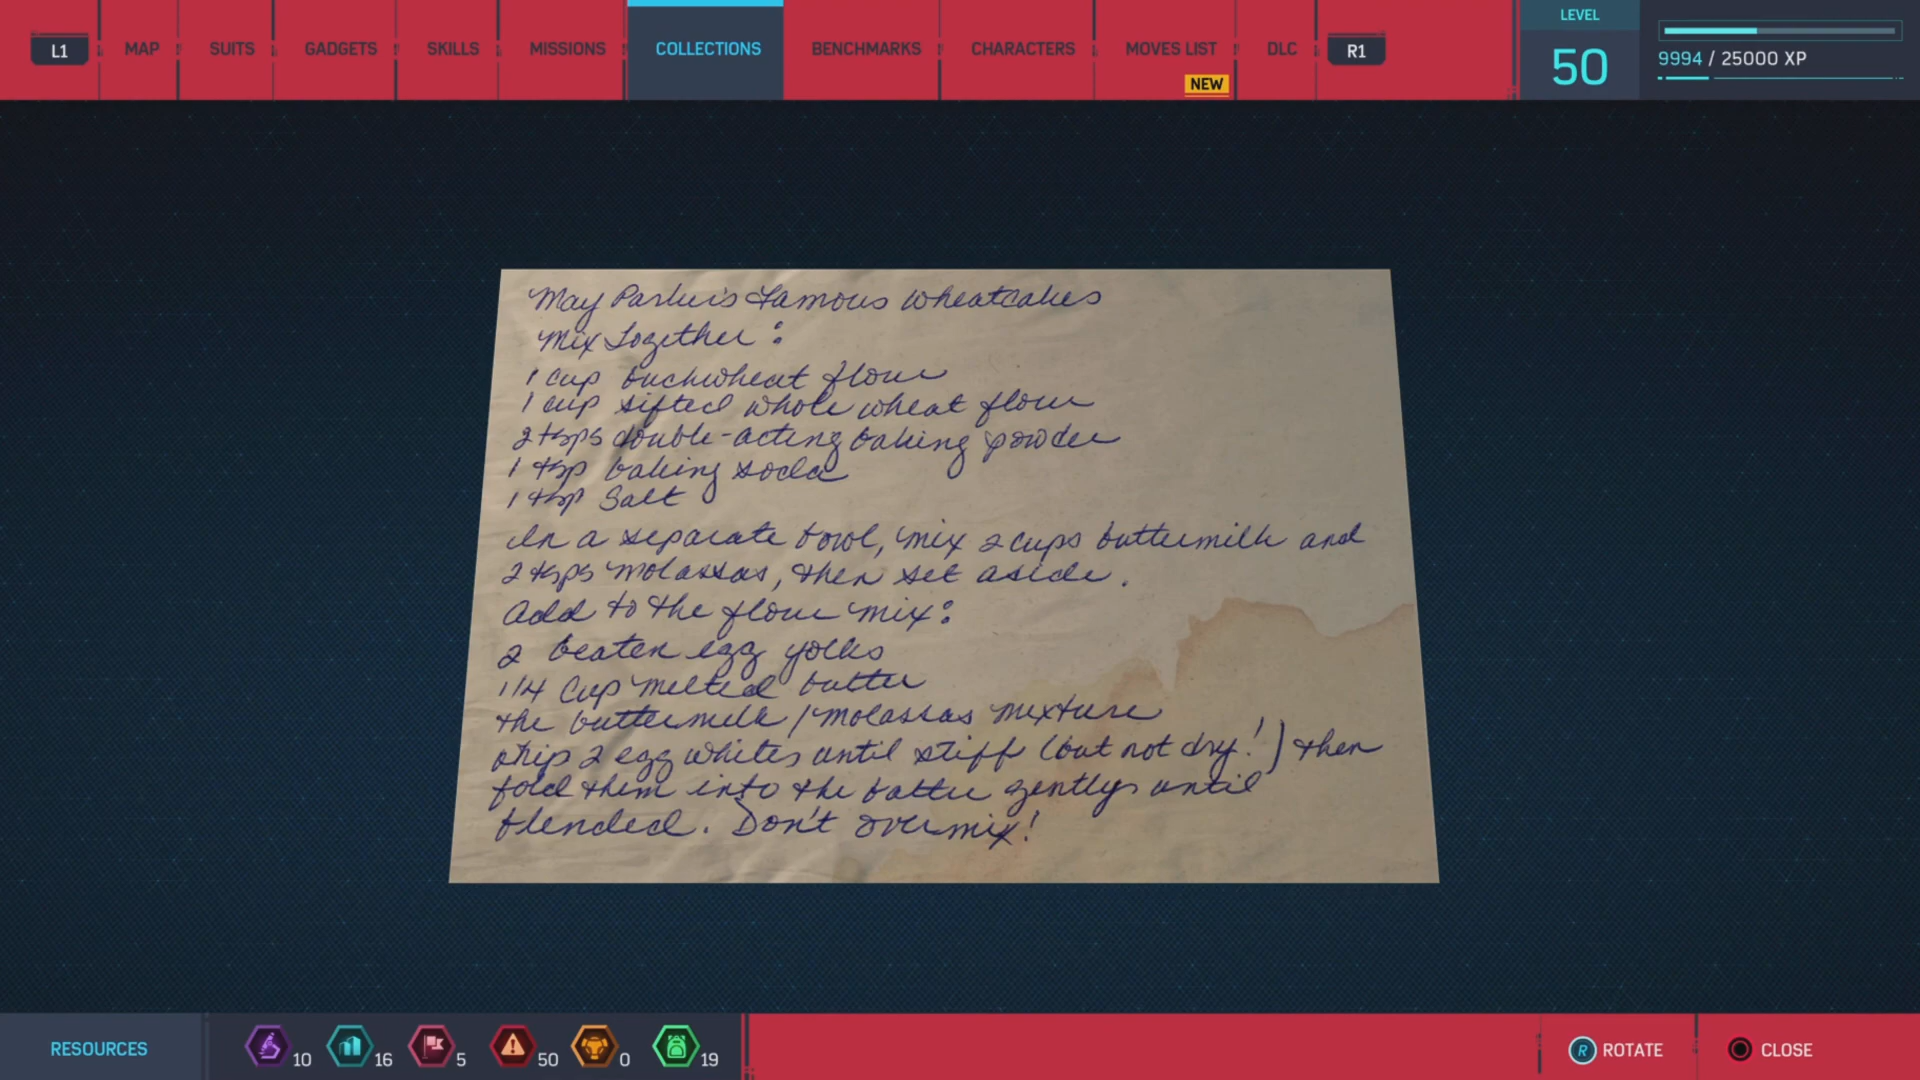 L1 MAP SUITS GADGETS SKILLS MISSIONS COLLECTIONS BENCHMARKS CHARACTERS MOVES LIST DLC R1
NEW
LEVEL
50
9994 / 25000 XP
May Parker's Famous Wheatcakes
Mix Together:
1 cup buckwheat flour
1 cup sifted whole wheat flour
2 tsps double-acting baking powder
1 tsp baking soda
1 tsp Salt
In a separate bowl, mix 2 cups buttermilk and
2 tsps molassas, then set aside.
Add to the flour mix:
2 beaten egg yolks
1/4 cup melted butter
the buttermilk/molassas mixture
whip 2 egg whites until stiff (but not dry!) then
fold them into the batter gently until
blended. Don't overmix!
RESOURCES 10 16 5 50 0 19
R ROTATE CLOSE